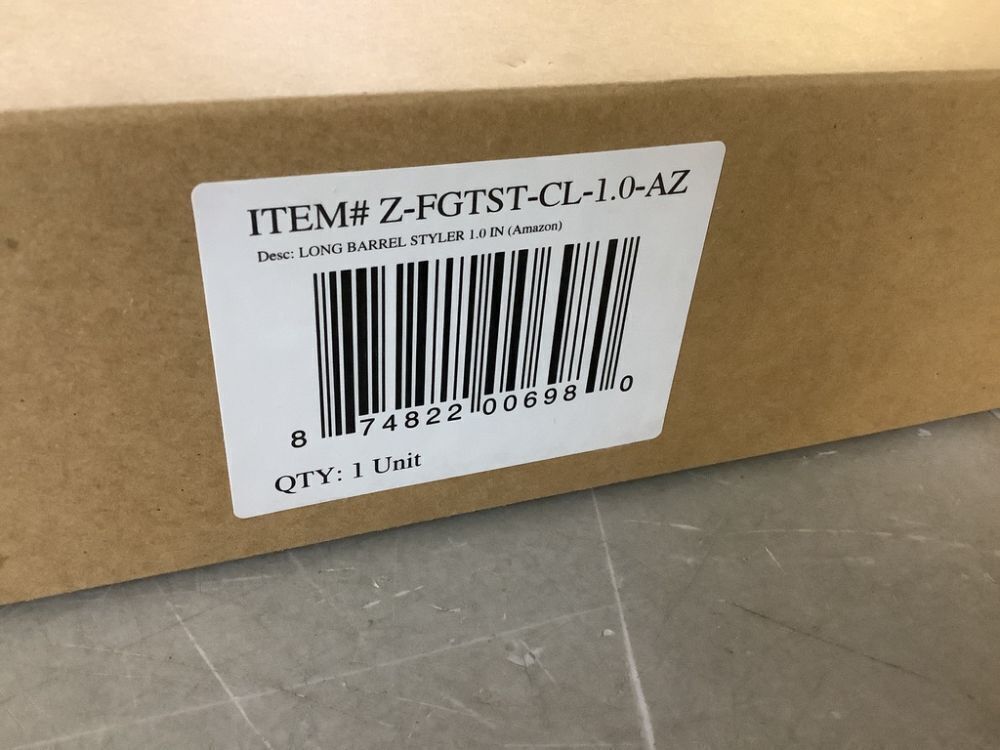 ITEM# Z-FGTST-CL-1.0-AZ
Desc: LONG BARREL STYLER 1.0 IN (Amazon)
8 74822 00698 0
QTY: 1 Unit